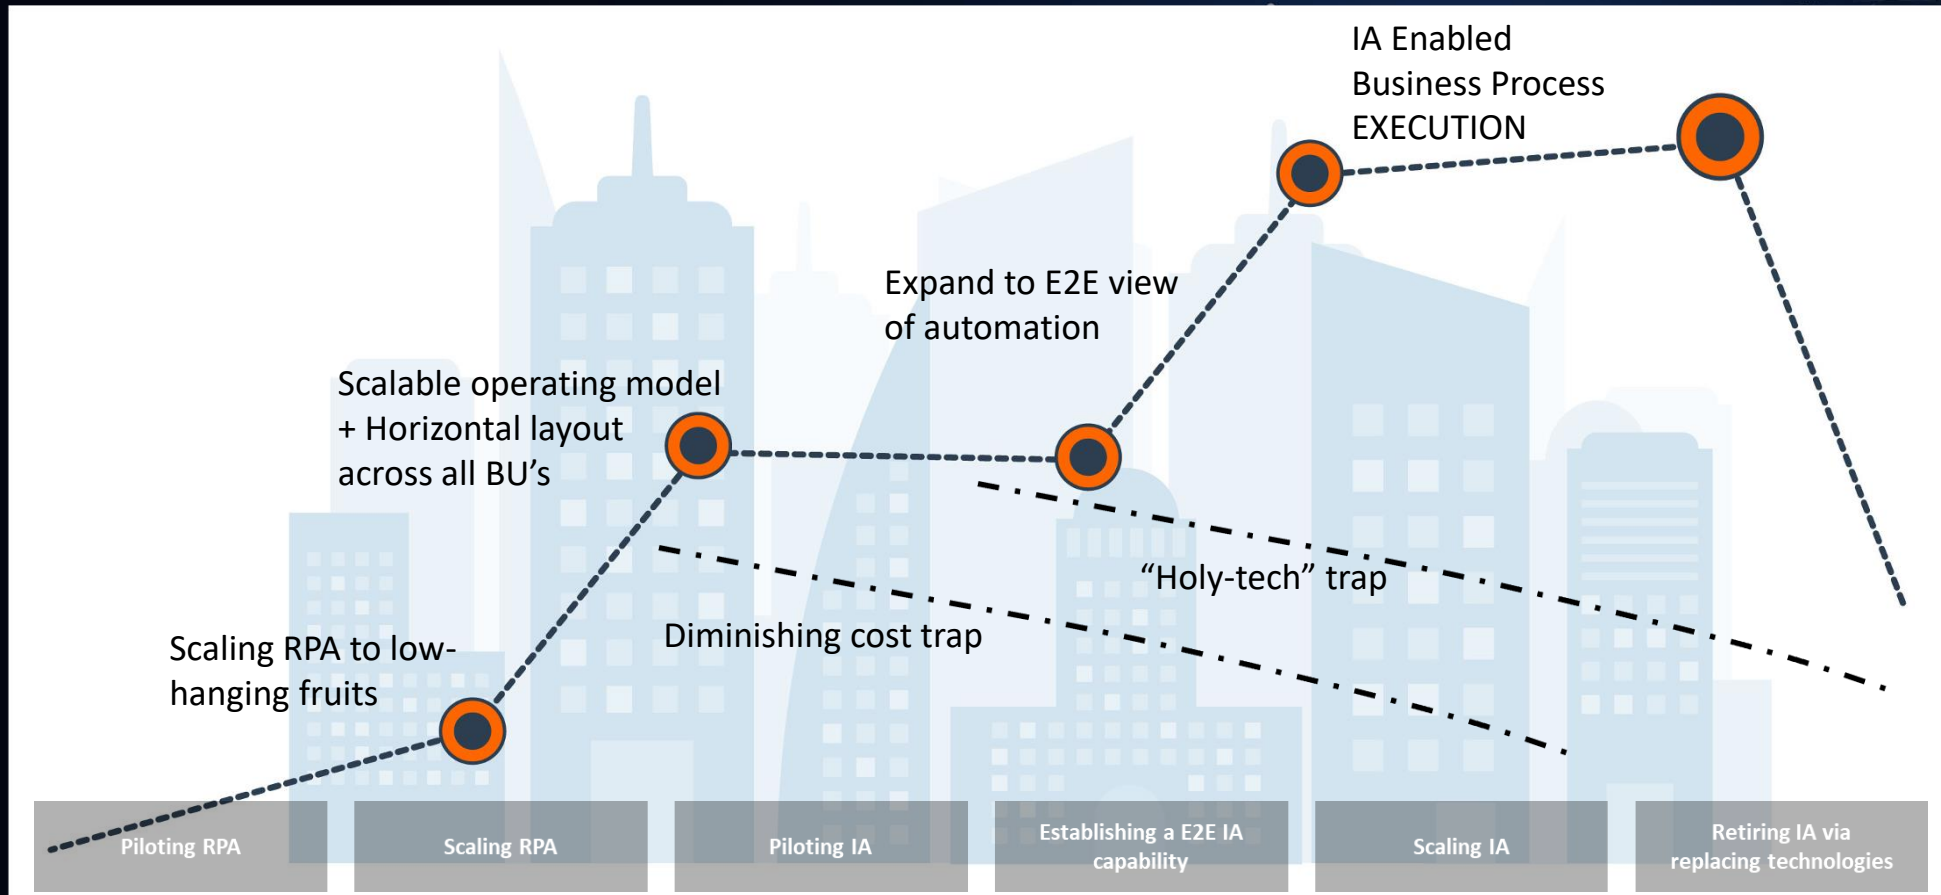 IA Enabled
Business Process
EXECUTION
Expand to E2E view
of automation
Scalable operating model
+ Horizontal layout
across all BU's
"Holy-tech" trap
Diminishing cost trap
Scaling RPA to low-
hanging fruits
Piloting RPA
Scaling RPA
Piloting IA
Establishing a E2E IA
capability
Scaling IA
Retiring IA via
replacing technologies